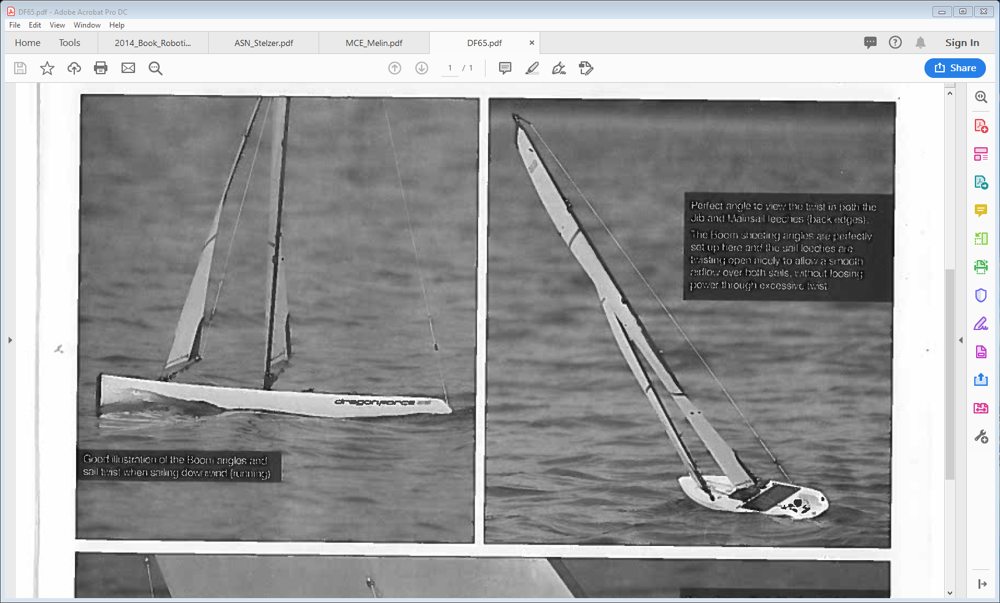 DF65.pdf - Adobe Acrobat Pro DC
File Edit View Window Help
Home Tools 2014_Book_Roboti... ASN_Stelzer.pdf MCE_Melin.pdf DF65.pdf × Sign In
1 / 1 Share
dragonforce
Good illustration of the Boom angles and
sail twist when sailing downwind (running)
Perfect angle to view the twist in both the
Jib and Mainsail leeches (back edges).
The Boom sheeting angles are perfectly
set up here and the sail leeches are
twisting open nicely to allow a smooth
airflow over both sails, without loosing
power through excessive twist